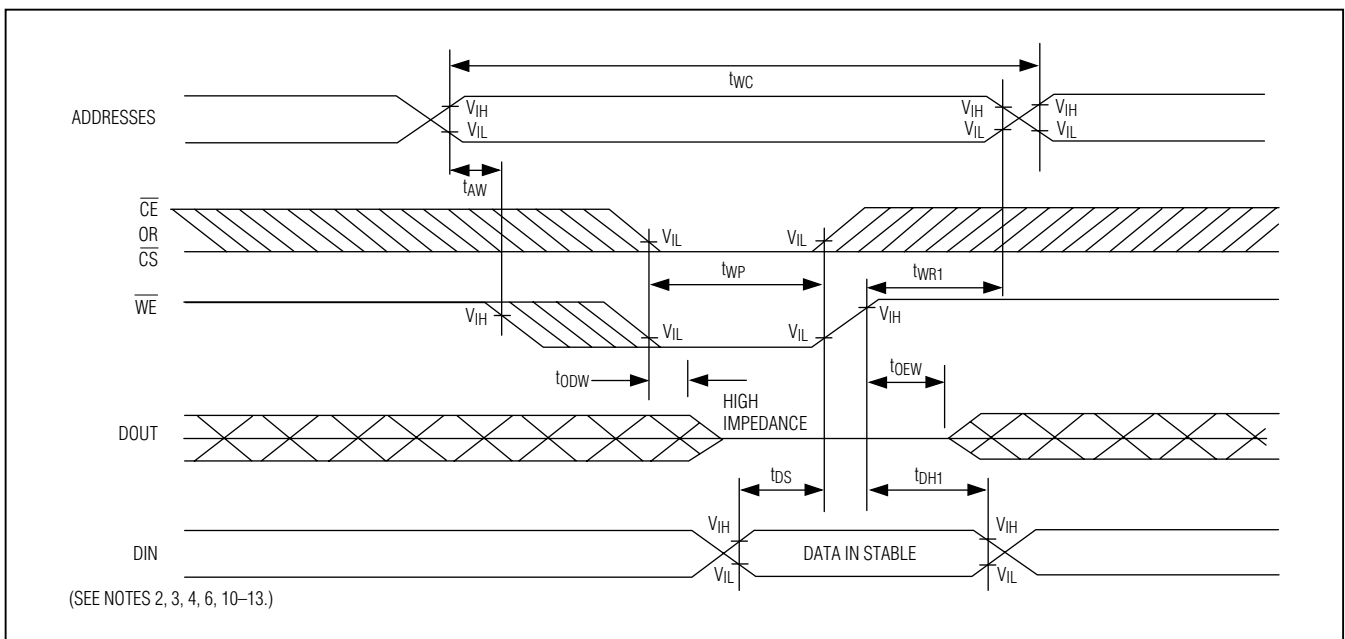 tWC
ADDRESSES
VIH
VIL
VIH
VIL
VIH
VIL
tAW
CE
OR
CS
VIL
VIL
tWP
tWR1
WE
VIH
VIL
VIL
VIH
tODW
tOEW
HIGH
IMPEDANCE
DOUT
tDS
tDH1
VIH
VIH
DIN
DATA IN STABLE
VIL
VIL
(SEE NOTES 2, 3, 4, 6, 10–13.)